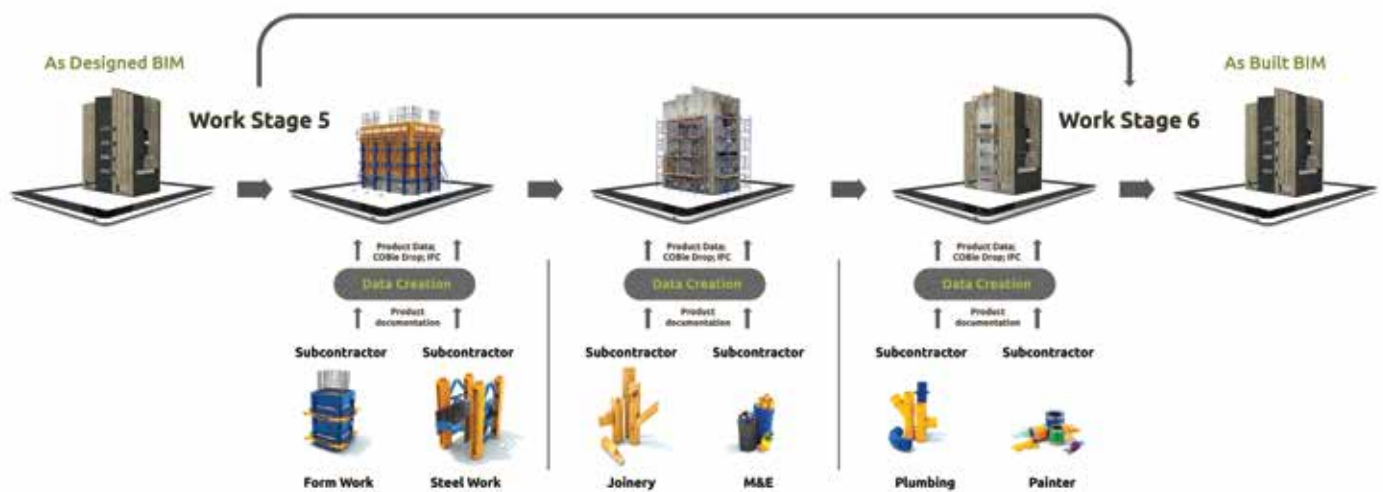 As Designed BIM
As Built BIM
Work Stage 5
Work Stage 6
Product Data;
COBie Drop; IFC
Product Data;
COBie Drop; IFC
Product Data;
COBie Drop; IFC
Data Creation
Data Creation
Data Creation
Product
documentation
Product
documentation
Product
documentation
Subcontractor
Subcontractor
Subcontractor
Subcontractor
Subcontractor
Subcontractor
Form Work
Steel Work
Joinery
M&E
Plumbing
Painter